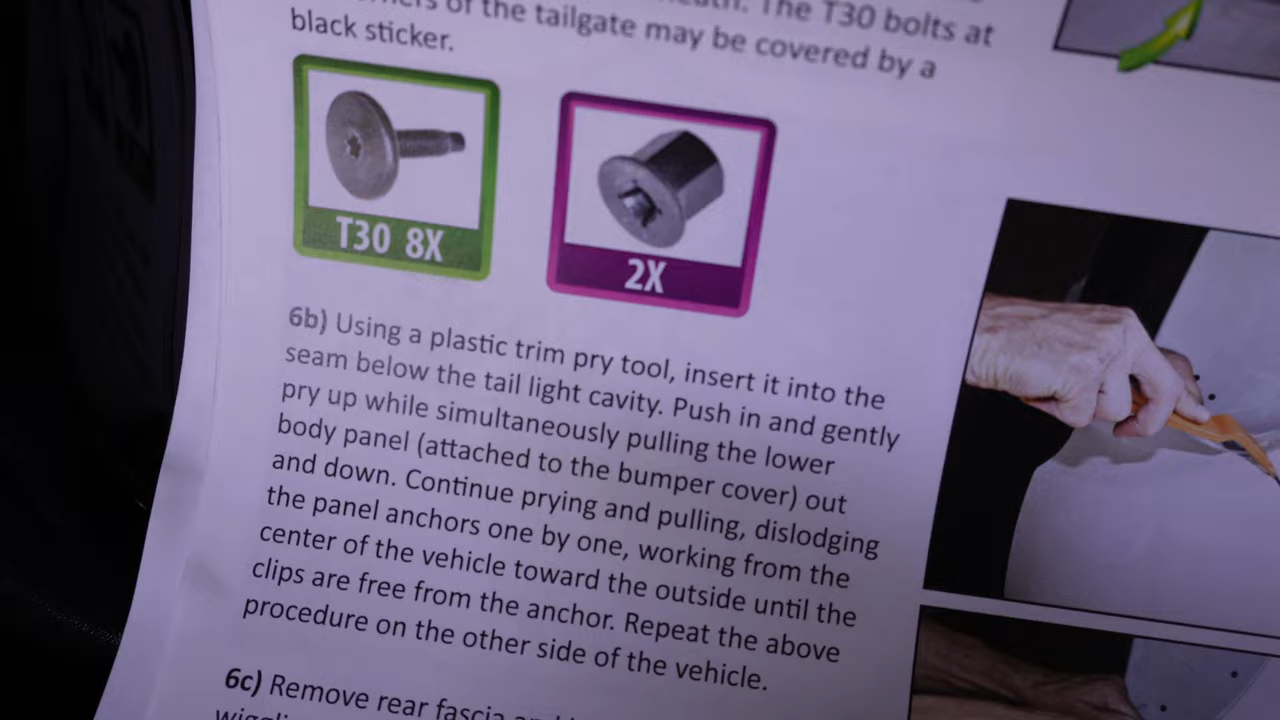 The T30 bolts at
of the tailgate may be covered by a
black sticker.
T30 8X
2X
6b) Using a plastic trim pry tool, insert it into the
seam below the tail light cavity. Push in and gently
pry up while simultaneously pulling the lower
body panel (attached to the bumper cover) out
and down. Continue prying and pulling, dislodging
the panel anchors one by one, working from the
center of the vehicle toward the outside until the
clips are free from the anchor. Repeat the above
procedure on the other side of the vehicle.
6c) Remove rear fascia